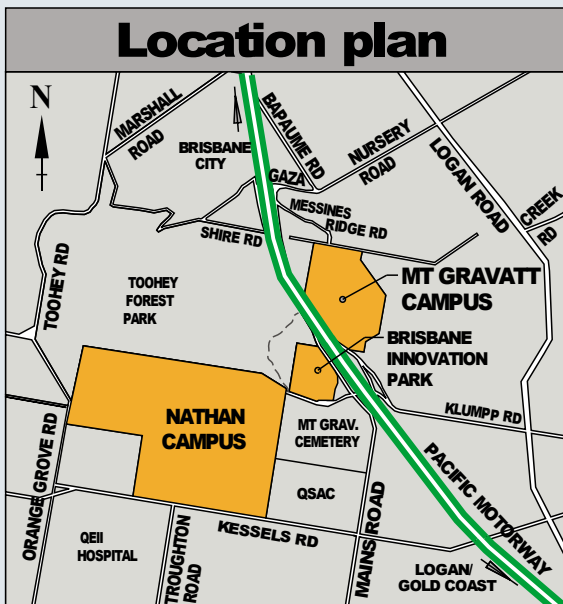 Location plan
N
MARSHALL
ROAD
BRISBANE
CITY
BAPAUME RD
GAZA
NURSERY
ROAD
LOGAN ROAD
CREEK
RD
MESSINES
RIDGE RD
SHIRE RD
TOOHEY RD
TOOHEY
FOREST
PARK
MT GRAVATT
CAMPUS
BRISBANE
INNOVATION
PARK
KLUMPP RD
NATHAN
CAMPUS
MT GRAV.
CEMETERY
QSAC
PACIFIC MOTORWAY
ORANGE GROVE RD
QEII
HOSPITAL
TROUGHTON
ROAD
KESSELS RD
MAINS ROAD
LOGAN/
GOLD COAST